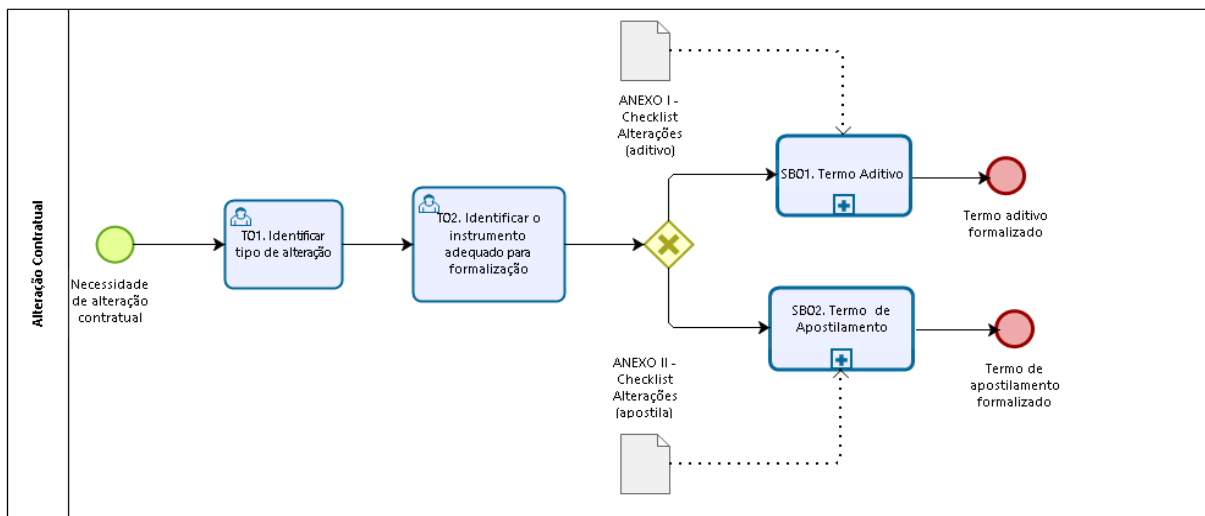 Alteração Contratual
Necessidade
de alteração
contratual
T01. Identificar
tipo de alteração
T02. Identificar o
instrumento
adequado para
formalização
ANEXO I -
Checklist
Alterações
(aditivo)
SB01. Termo Aditivo
Termo aditivo
formalizado
SB02. Termo de
Apostilamento
Termo de
apostilamento
formalizado
ANEXO II -
Checklist
Alterações
(apostila)